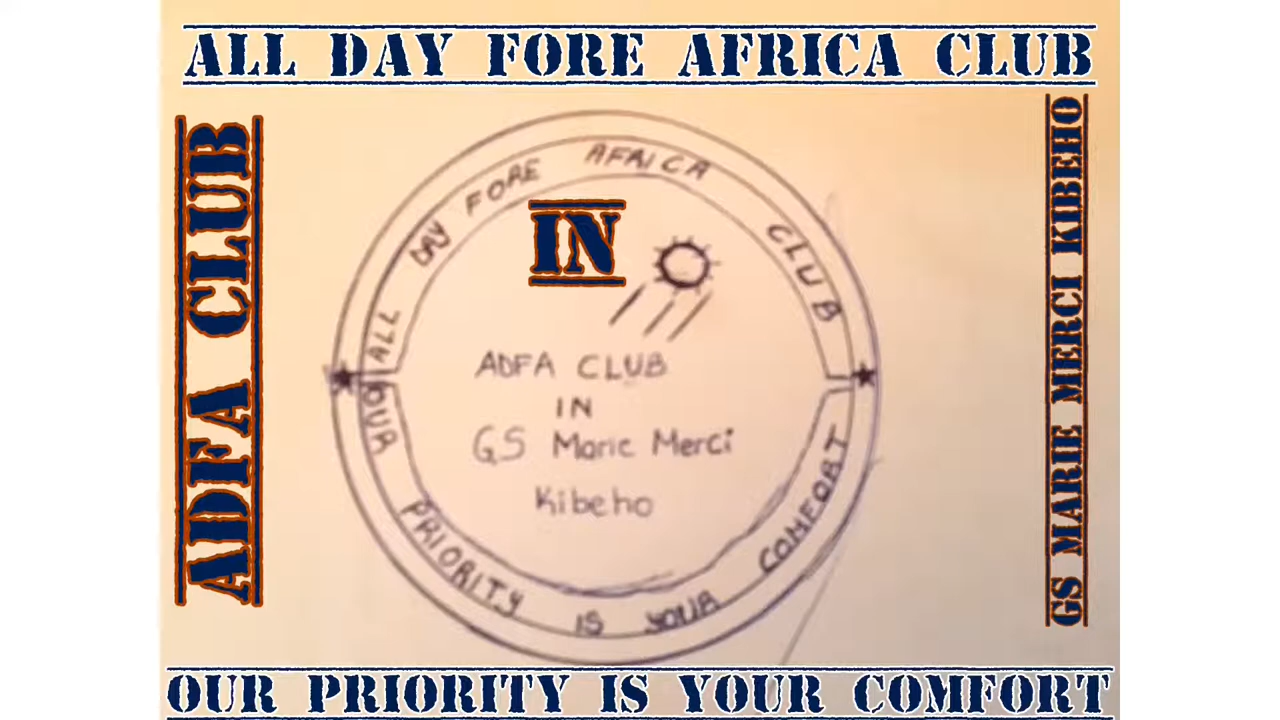 ALL DAY FORE AFRICA CLUB
ADFA CLUB
IN
GS MARIE MERCI KIBEHO
ALL DAY FORE AFRICA CLUB
ADFA CLUB
IN
GS Marie Merci
Kibeho
OUR PRIORITY IS YOUR COMFORT
OUR PRIORITY IS YOUR COMFORT